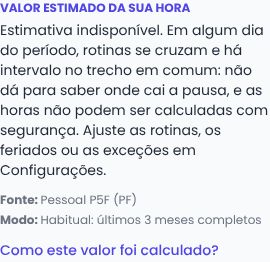 VALOR ESTIMADO DA SUA HORA
Estimativa indisponível. Em algum dia
do período, rotinas se cruzam e há
intervalo no trecho em comum: não
dá para saber onde cai a pausa, e as
horas não podem ser calculadas com
segurança. Ajuste as rotinas, os
feriados ou as exceções em
Configurações.
Fonte: Pessoal P5F (PF)
Modo: Habitual: últimos 3 meses completos
Como este valor foi calculado?